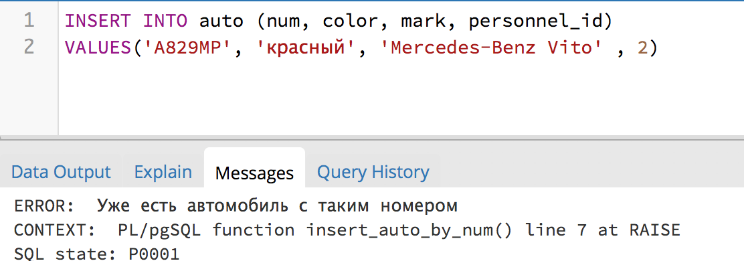 1 INSERT INTO auto (num, color, mark, personnel_id)
2 VALUES('A829MP', 'красный', 'Mercedes-Benz Vito' , 2)
Data Output Explain Messages Query History
ERROR: Уже есть автомобиль с таким номером
CONTEXT: PL/pgSQL function insert_auto_by_num() line 7 at RAISE
SQL state: P0001